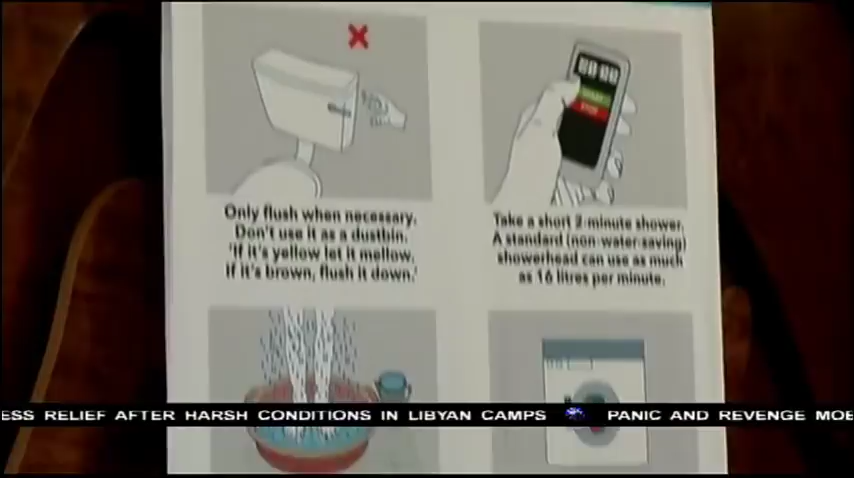 Only flush when necessary.
Don't use it as a dustbin.
'If it's yellow let it mellow.
If it's brown, flush it down.'
Take a short 2-minute shower.
A standard (non-water-saving)
showerhead can use as much
as 16 litres per minute.
ESS RELIEF AFTER HARSH CONDITIONS IN LIBYAN CAMPS PANIC AND REVENGE MOB